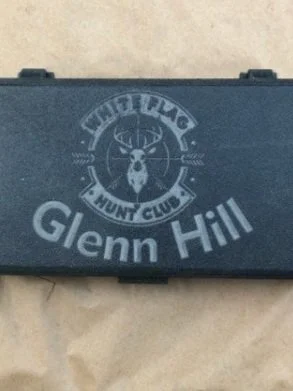 WHITE FLAG
HUNT CLUB
Glenn Hill